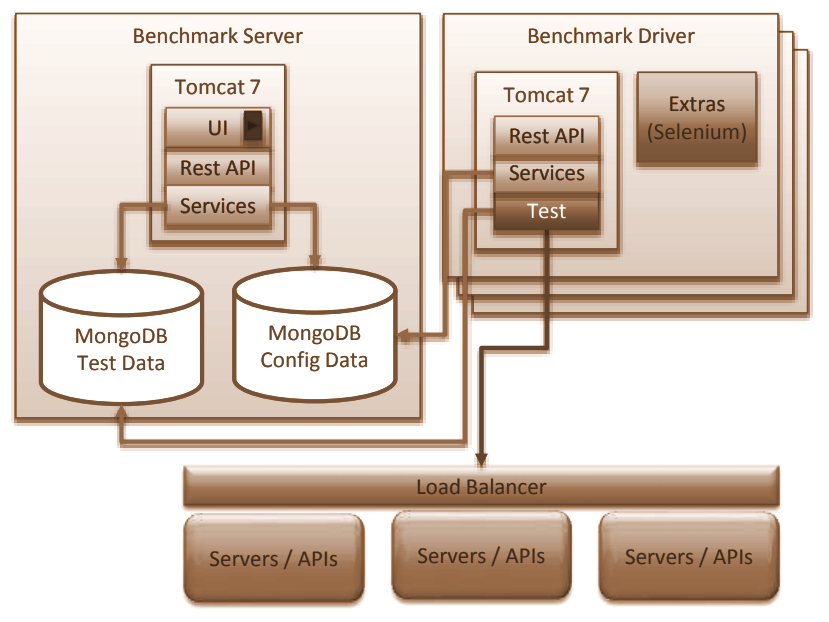 Benchmark Server
Tomcat 7
UI
Rest API
Services
MongoDB
Test Data
MongoDB
Config Data
Benchmark Driver
Tomcat 7
Rest API
Services
Test
Extras
(Selenium)
Load Balancer
Servers / APIs
Servers / APIs
Servers / APIs